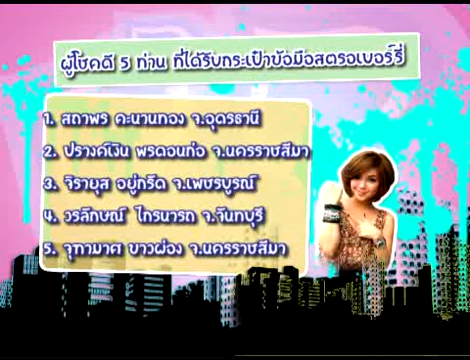 ผู้โชคดี 5 ท่าน ที่ได้รับกระเป๋าข้อมือสตรอเบอร์รี่
1. สถาพร คะนานทอง จ.อุดรธานี
2. ปรางค์เงิน พรดอนก่อ จ.นครราชสีมา
3. จิรายุส อยู่กรัด จ.เพชรบูรณ์
4. วรลักษณ์ ไกรนารถ จ.จันทบุรี
5. จุฑามาศ ขาวผ่อง จ.นครราชสีมา